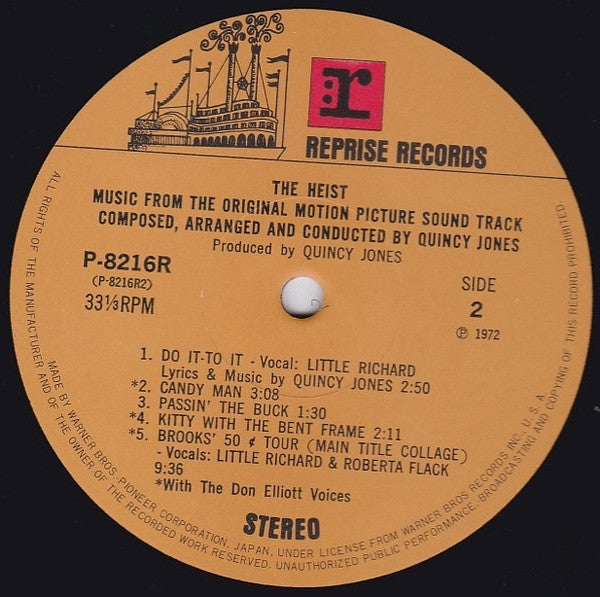 :r
REPRISE RECORDS
THE HEIST
MUSIC FROM THE ORIGINAL MOTION PICTURE SOUND TRACK
COMPOSED, ARRANGED AND CONDUCTED BY QUINCY JONES
Produced by QUINCY JONES
P-8216R
(P-8216R2)
33⅓RPM
SIDE
2
℗ 1972
1. DO IT-TO IT - Vocal: LITTLE RICHARD
Lyrics & Music by QUINCY JONES 2:50
*2. CANDY MAN 3:08
3. PASSIN' THE BUCK 1:30
*4. KITTY WITH THE BENT FRAME 2:11
*5. BROOKS' 50 ¢ TOUR (MAIN TITLE COLLAGE)
- Vocals: LITTLE RICHARD & ROBERTA FLACK
9:36
*With The Don Elliott Voices
STEREO
ALL RIGHTS OF THE MANUFACTURER AND OF THE OWNER OF THE RECORDED WORK RESERVED. UNAUTHORIZED PUBLIC PERFORMANCE, BROADCASTING AND COPYING OF THIS RECORD PROHIBITED
MADE BY WARNER BROS. PIONEER CORPORATION, JAPAN, UNDER LICENSE FROM WARNER BROS RECORDS INC., U. S. A.